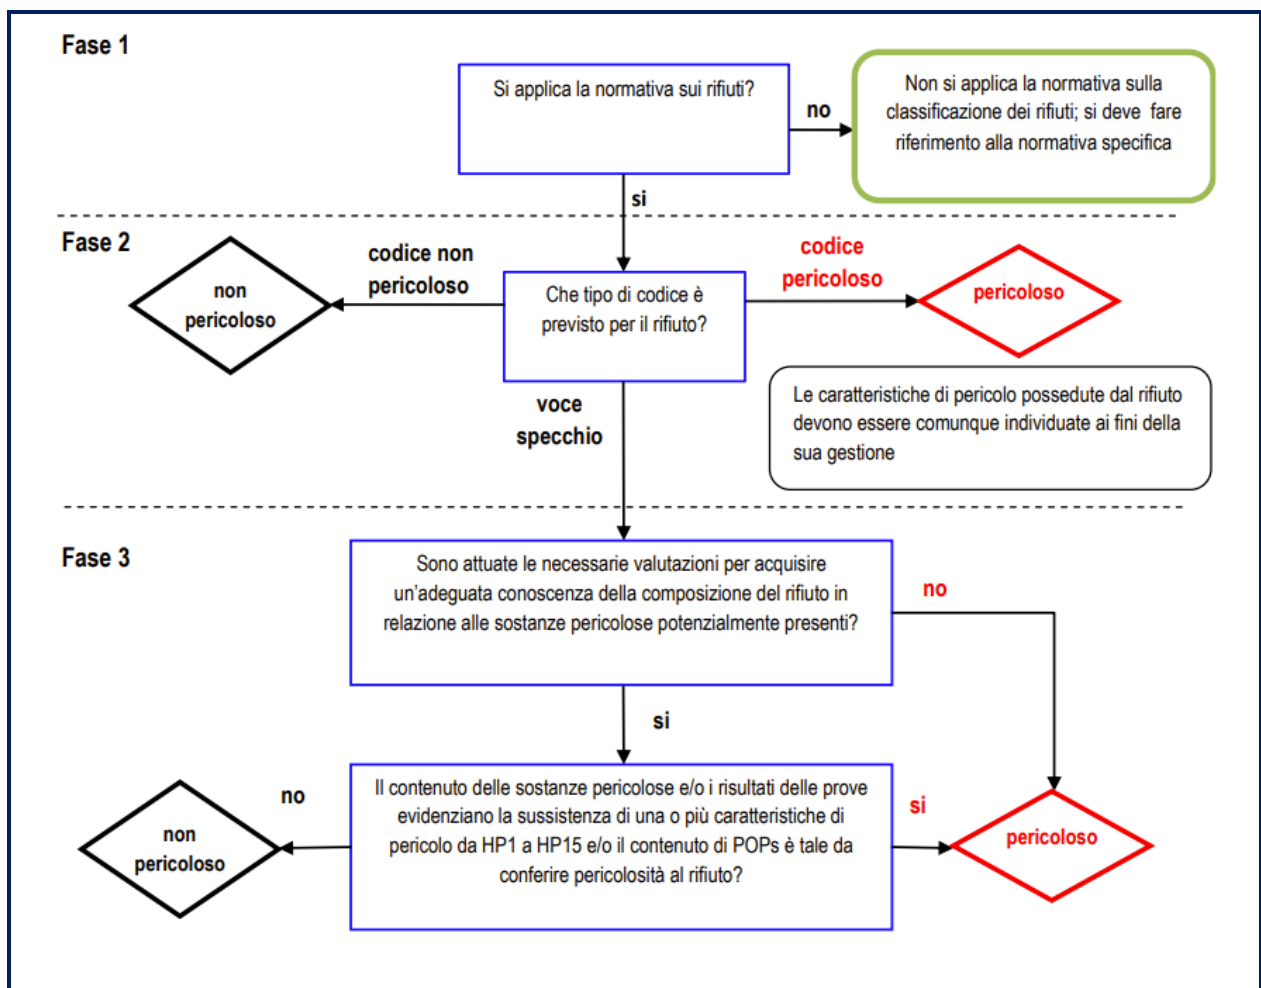 Fase 1
Si applica la normativa sui rifiuti?
no
Non si applica la normativa sulla
classificazione dei rifiuti; si deve fare
riferimento alla normativa specifica
si
Fase 2
codice non
pericoloso
codice
pericoloso
non
pericoloso
Che tipo di codice è
previsto per il rifiuto?
pericoloso
voce
specchio
Le caratteristiche di pericolo possedute dal rifiuto
devono essere comunque individuate ai fini della
sua gestione
Fase 3
Sono attuate le necessarie valutazioni per acquisire
un'adeguata conoscenza della composizione del rifiuto in
relazione alle sostanze pericolose potenzialmente presenti?
no
si
no
Il contenuto delle sostanze pericolose e/o i risultati delle prove
evidenziano la sussistenza di una o più caratteristiche di
pericolo da HP1 a HP15 e/o il contenuto di POPs è tale da
conferire pericolosità al rifiuto?
si
non
pericoloso
pericoloso